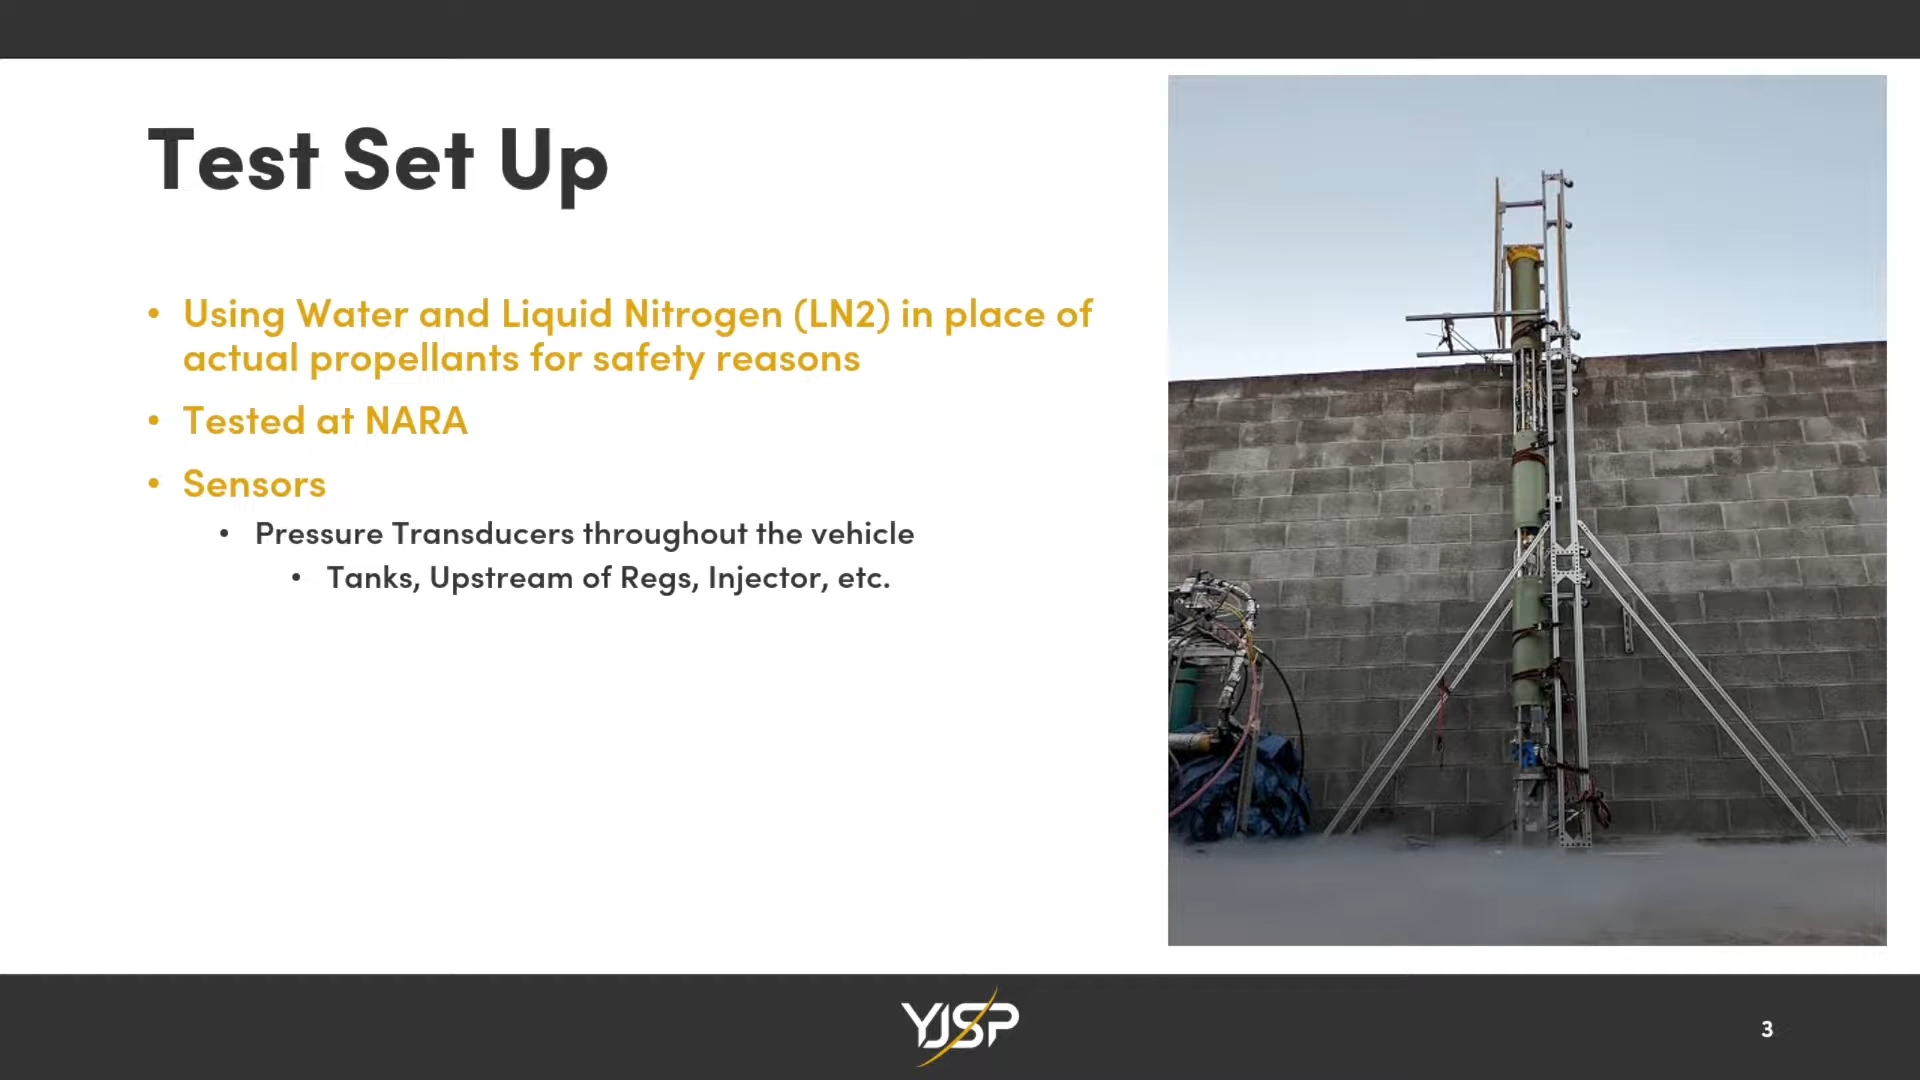 Test Set Up
• Using Water and Liquid Nitrogen (LN2) in place of
actual propellants for safety reasons
• Tested at NARA
• Sensors
• Pressure Transducers throughout the vehicle
• Tanks, Upstream of Regs, Injector, etc.
YJSP
3